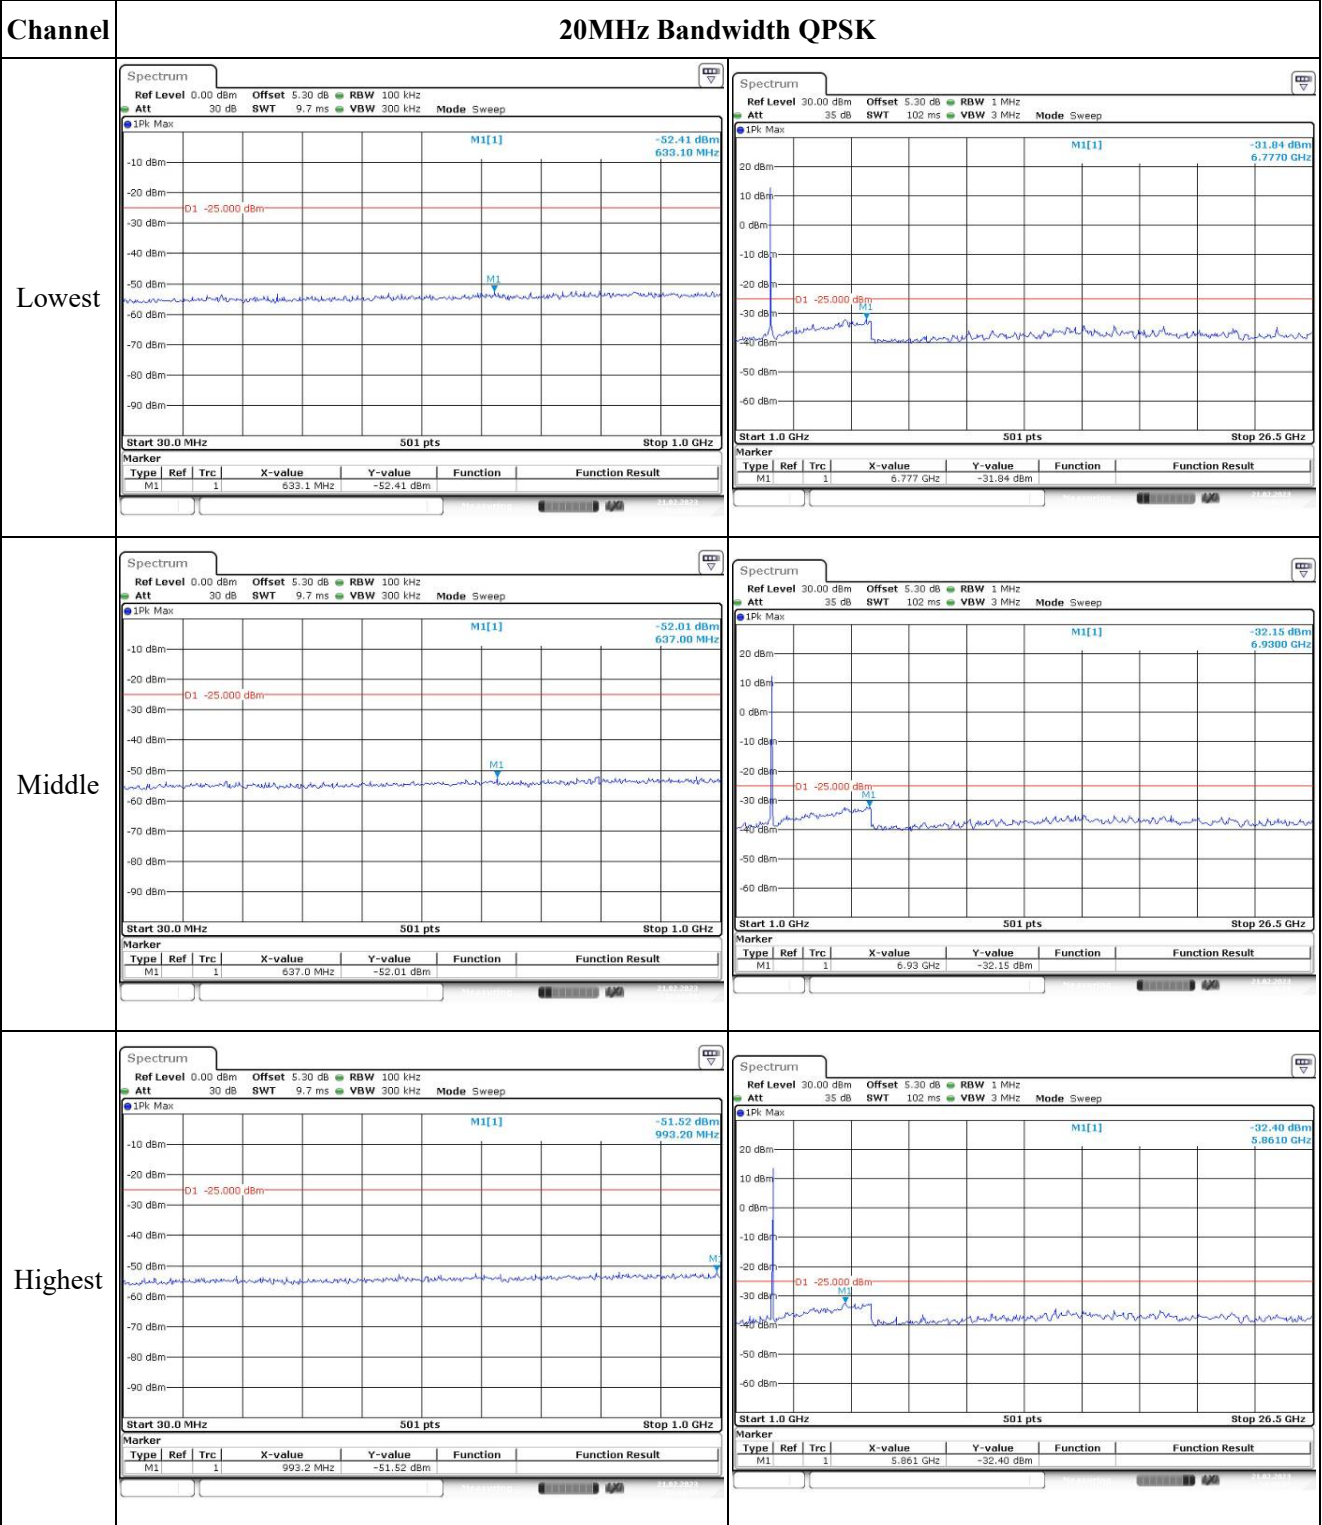 Channel 20MHz Bandwidth QPSK
Lowest
Spectrum
Ref Level 0.00 dBm Offset 5.30 dB RBW 100 kHz
Att 30 dB SWT 9.7 ms VBW 300 kHz Mode Sweep
1Pk Max
M1[1] -52.41 dBm
633.10 MHz
-10 dBm
-20 dBm
D1 -25.000 dBm
-30 dBm
-40 dBm
M1
-50 dBm
-60 dBm
-70 dBm
-80 dBm
-90 dBm
Start 30.0 MHz 501 pts Stop 1.0 GHz
Marker
Type Ref Trc X-value Y-value Function Function Result
M1 1 633.1 MHz -52.41 dBm
Spectrum
Ref Level 30.00 dBm Offset 5.30 dB RBW 1 MHz
Att 35 dB SWT 102 ms VBW 3 MHz Mode Sweep
1Pk Max
M1[1] -31.84 dBm
6.7770 GHz
20 dBm
10 dBm
0 dBm
-10 dBm
-20 dBm
D1 -25.000 dBm
M1
-30 dBm
-40 dBm
-50 dBm
-60 dBm
Start 1.0 GHz 501 pts Stop 26.5 GHz
Marker
Type Ref Trc X-value Y-value Function Function Result
M1 1 6.777 GHz -31.84 dBm
21.02.2023
Middle
Spectrum
Ref Level 0.00 dBm Offset 5.30 dB RBW 100 kHz
Att 30 dB SWT 9.7 ms VBW 300 kHz Mode Sweep
1Pk Max
M1[1] -52.01 dBm
637.00 MHz
-10 dBm
-20 dBm
D1 -25.000 dBm
-30 dBm
-40 dBm
M1
-50 dBm
-60 dBm
-70 dBm
-80 dBm
-90 dBm
Start 30.0 MHz 501 pts Stop 1.0 GHz
Marker
Type Ref Trc X-value Y-value Function Function Result
M1 1 637.0 MHz -52.01 dBm
21.02.2023
Spectrum
Ref Level 30.00 dBm Offset 5.30 dB RBW 1 MHz
Att 35 dB SWT 102 ms VBW 3 MHz Mode Sweep
1Pk Max
M1[1] -32.15 dBm
6.9300 GHz
20 dBm
10 dBm
0 dBm
-10 dBm
-20 dBm
D1 -25.000 dBm
M1
-30 dBm
-40 dBm
-50 dBm
-60 dBm
Start 1.0 GHz 501 pts Stop 26.5 GHz
Marker
Type Ref Trc X-value Y-value Function Function Result
M1 1 6.93 GHz -32.15 dBm
Highest
Spectrum
Ref Level 0.00 dBm Offset 5.30 dB RBW 100 kHz
Att 30 dB SWT 9.7 ms VBW 300 kHz Mode Sweep
1Pk Max
M1[1] -51.52 dBm
993.20 MHz
-10 dBm
-20 dBm
D1 -25.000 dBm
-30 dBm
-40 dBm
M1
-50 dBm
-60 dBm
-70 dBm
-80 dBm
-90 dBm
Start 30.0 MHz 501 pts Stop 1.0 GHz
Marker
Type Ref Trc X-value Y-value Function Function Result
M1 1 993.2 MHz -51.52 dBm
Spectrum
Ref Level 30.00 dBm Offset 5.30 dB RBW 1 MHz
Att 35 dB SWT 102 ms VBW 3 MHz Mode Sweep
1Pk Max
M1[1] -32.40 dBm
5.8610 GHz
20 dBm
10 dBm
0 dBm
-10 dBm
-20 dBm
D1 -25.000 dBm
M1
-30 dBm
-40 dBm
-50 dBm
-60 dBm
Start 1.0 GHz 501 pts Stop 26.5 GHz
Marker
Type Ref Trc X-value Y-value Function Function Result
M1 1 5.861 GHz -32.40 dBm